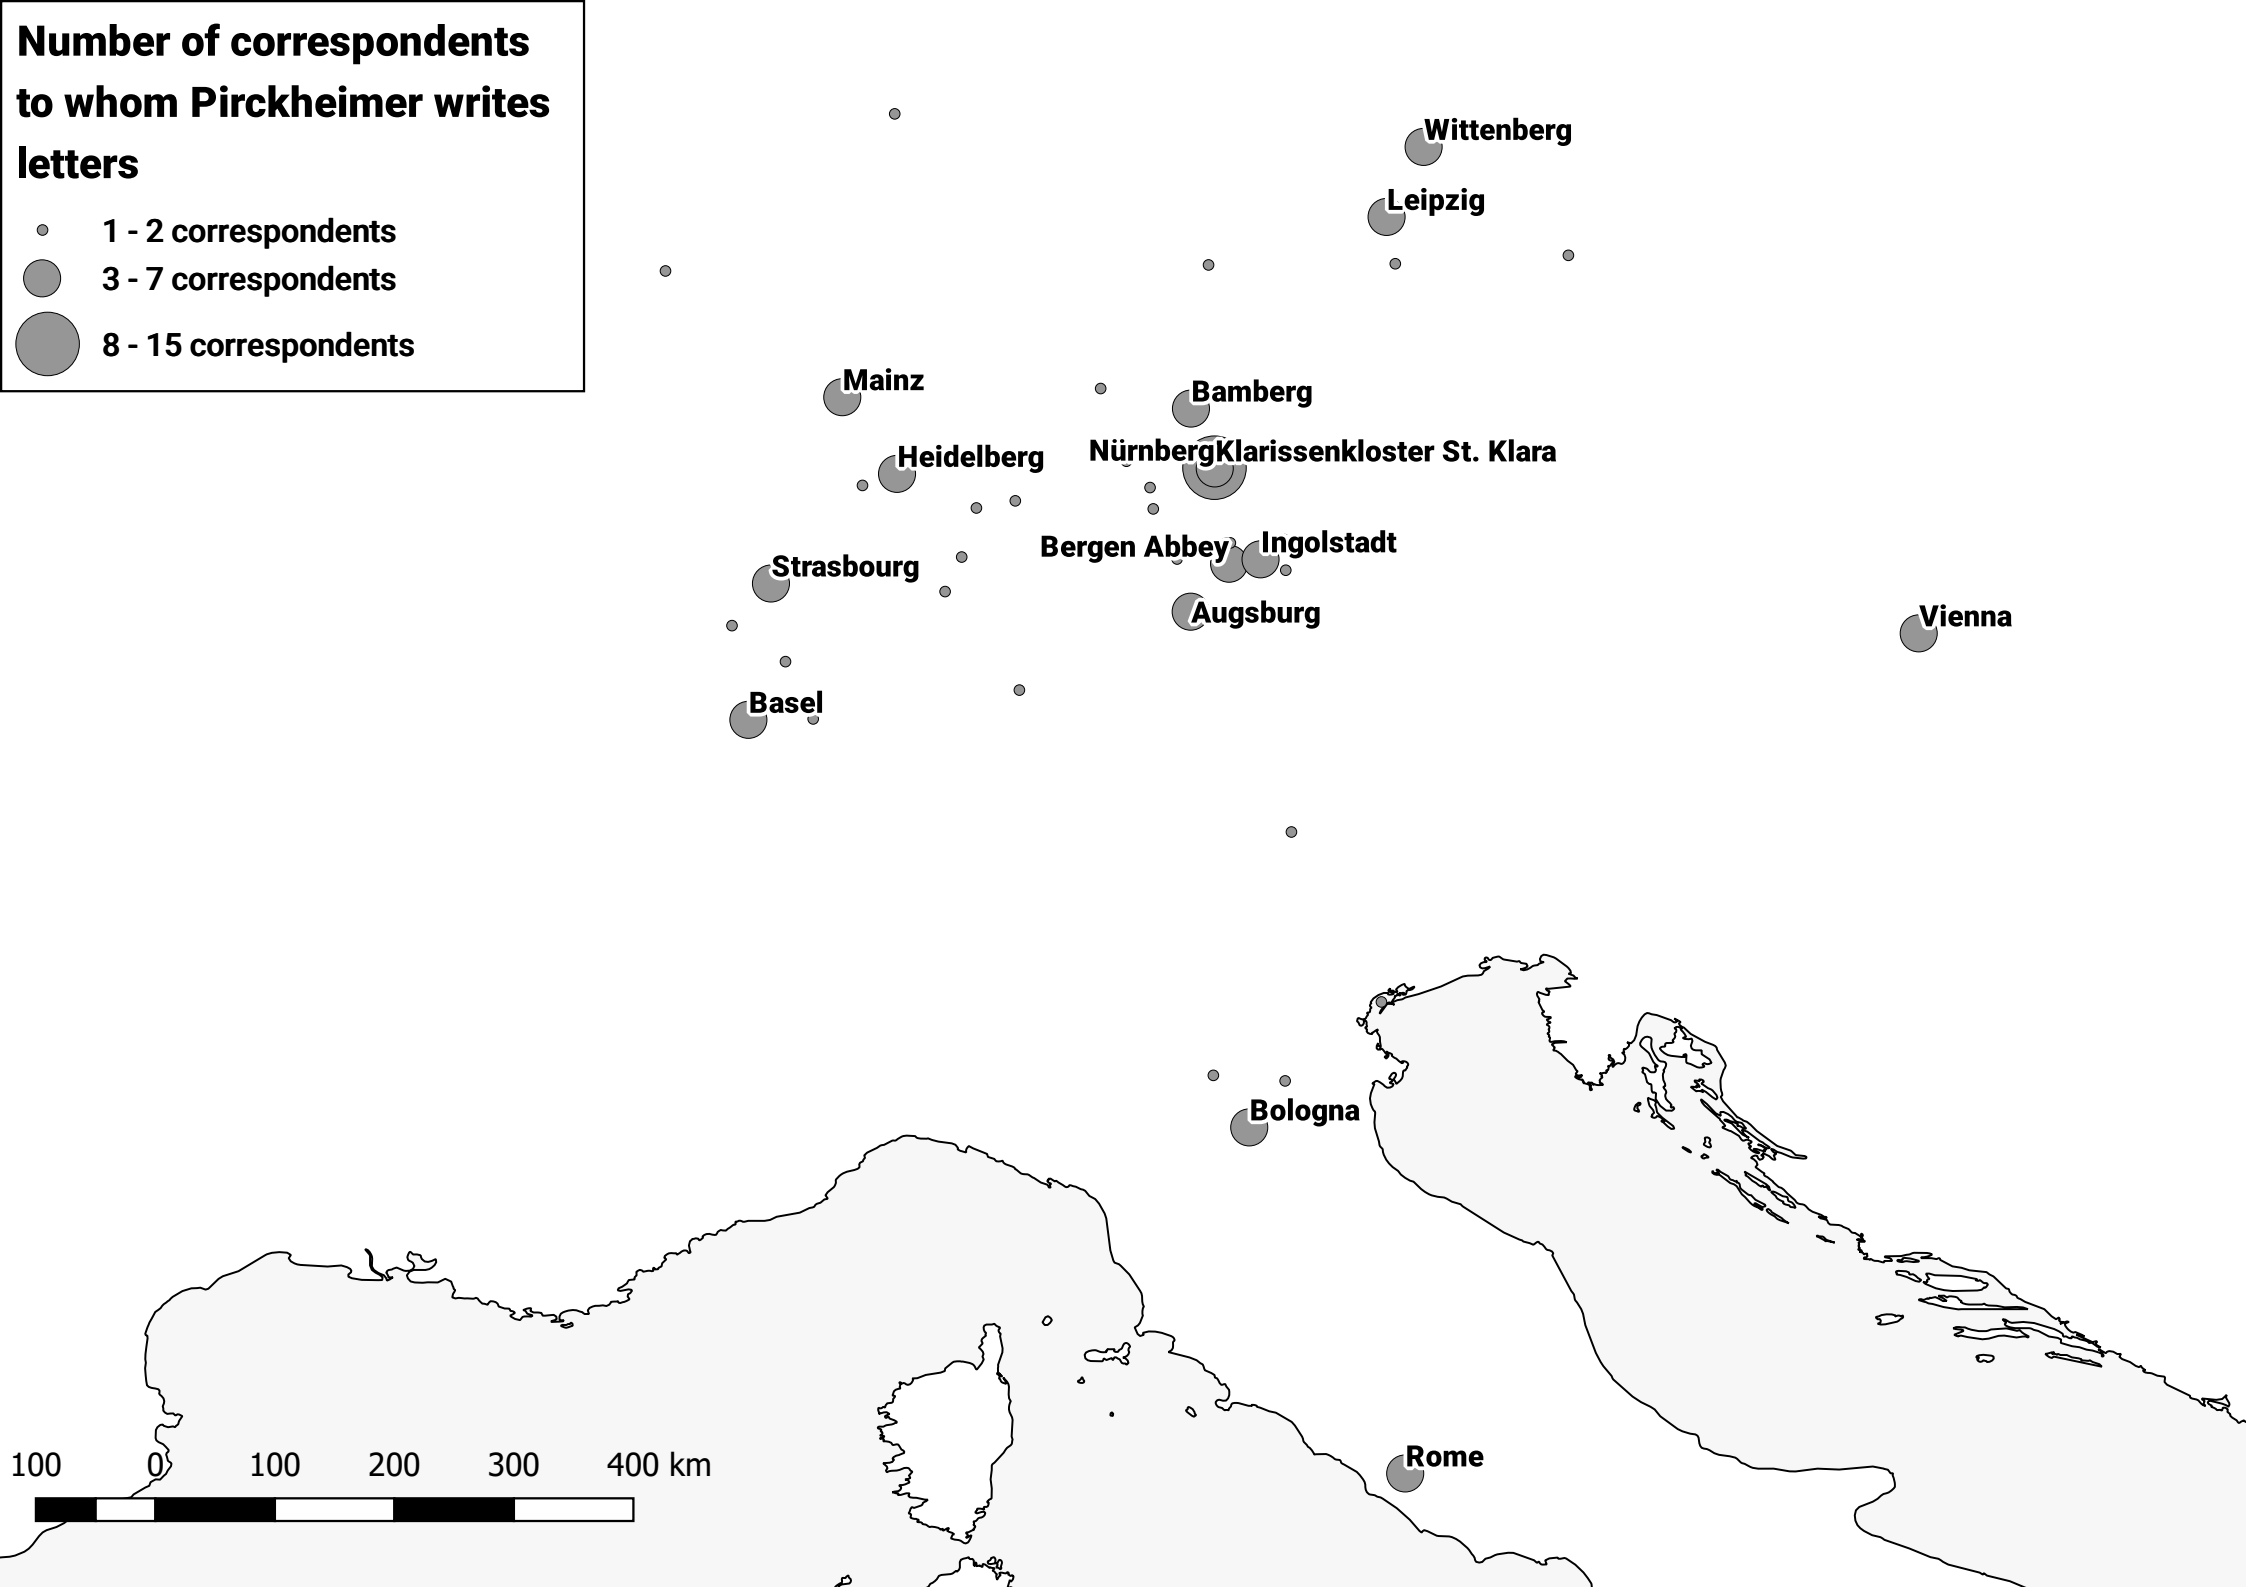 Number of correspondents
to whom Pirckheimer writes
letters
1 - 2 correspondents
3 - 7 correspondents
8 - 15 correspondents
Wittenberg
Leipzig
Mainz
Bamberg
NürnbergKlarissenkloster St. Klara
Heidelberg
Bergen Abbey
Ingolstadt
Strasbourg
Augsburg
Vienna
Basel
Bologna
Rome
100 0 100 200 300 400 km